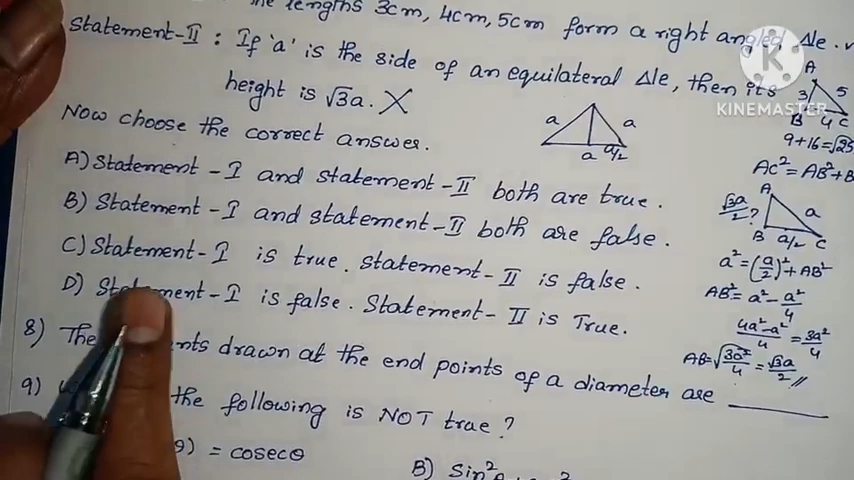 the lengths 3cm, 4cm, 5cm form a right angled Δle.
Statement-II : If 'a' is the side of an equilateral Δle, then its
height is √3a. X
Now choose the correct answer.
A) Statement - I and statement - II both are true.
B) Statement - I and statement - II both are false.
C) Statement - I is true. statement - II is false.
D) Statement - I is false. Statement - II is True.
8) The drawn at the end points of a diameter are ________
9) the following is NOT true?
= cosecθ
B) Sin²
a
a
a
a/2
KINEMASTER
A
3
5
B 4 C
9+16=√25
AC² = AB² + B
A
√3a/2 ?
a
B a/2 C
a² = (a/2)² + AB²
AB² = a² - a²/4
4a²-a²/4 = 3a²/4
AB = √3a²/4 = √3a/2 //